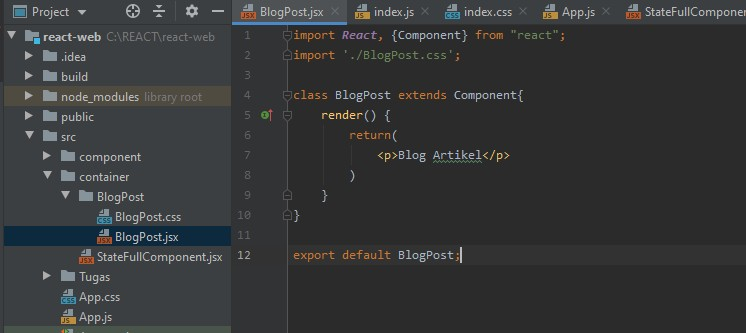 Project
BlogPost.jsx
index.js
index.css
App.js
StateFullComponen
react-web C:\REACT\react-web
.idea
build
node_modules library root
public
src
component
container
BlogPost
BlogPost.css
BlogPost.jsx
StateFullComponent.jsx
Tugas
App.css
App.js
1 import React, {Component} from "react";
2 import './BlogPost.css';
3
4 class BlogPost extends Component{
5 render() {
6 return(
7 <p>Blog Artikel</p>
8 )
9 }
10 }
11
12 export default BlogPost;